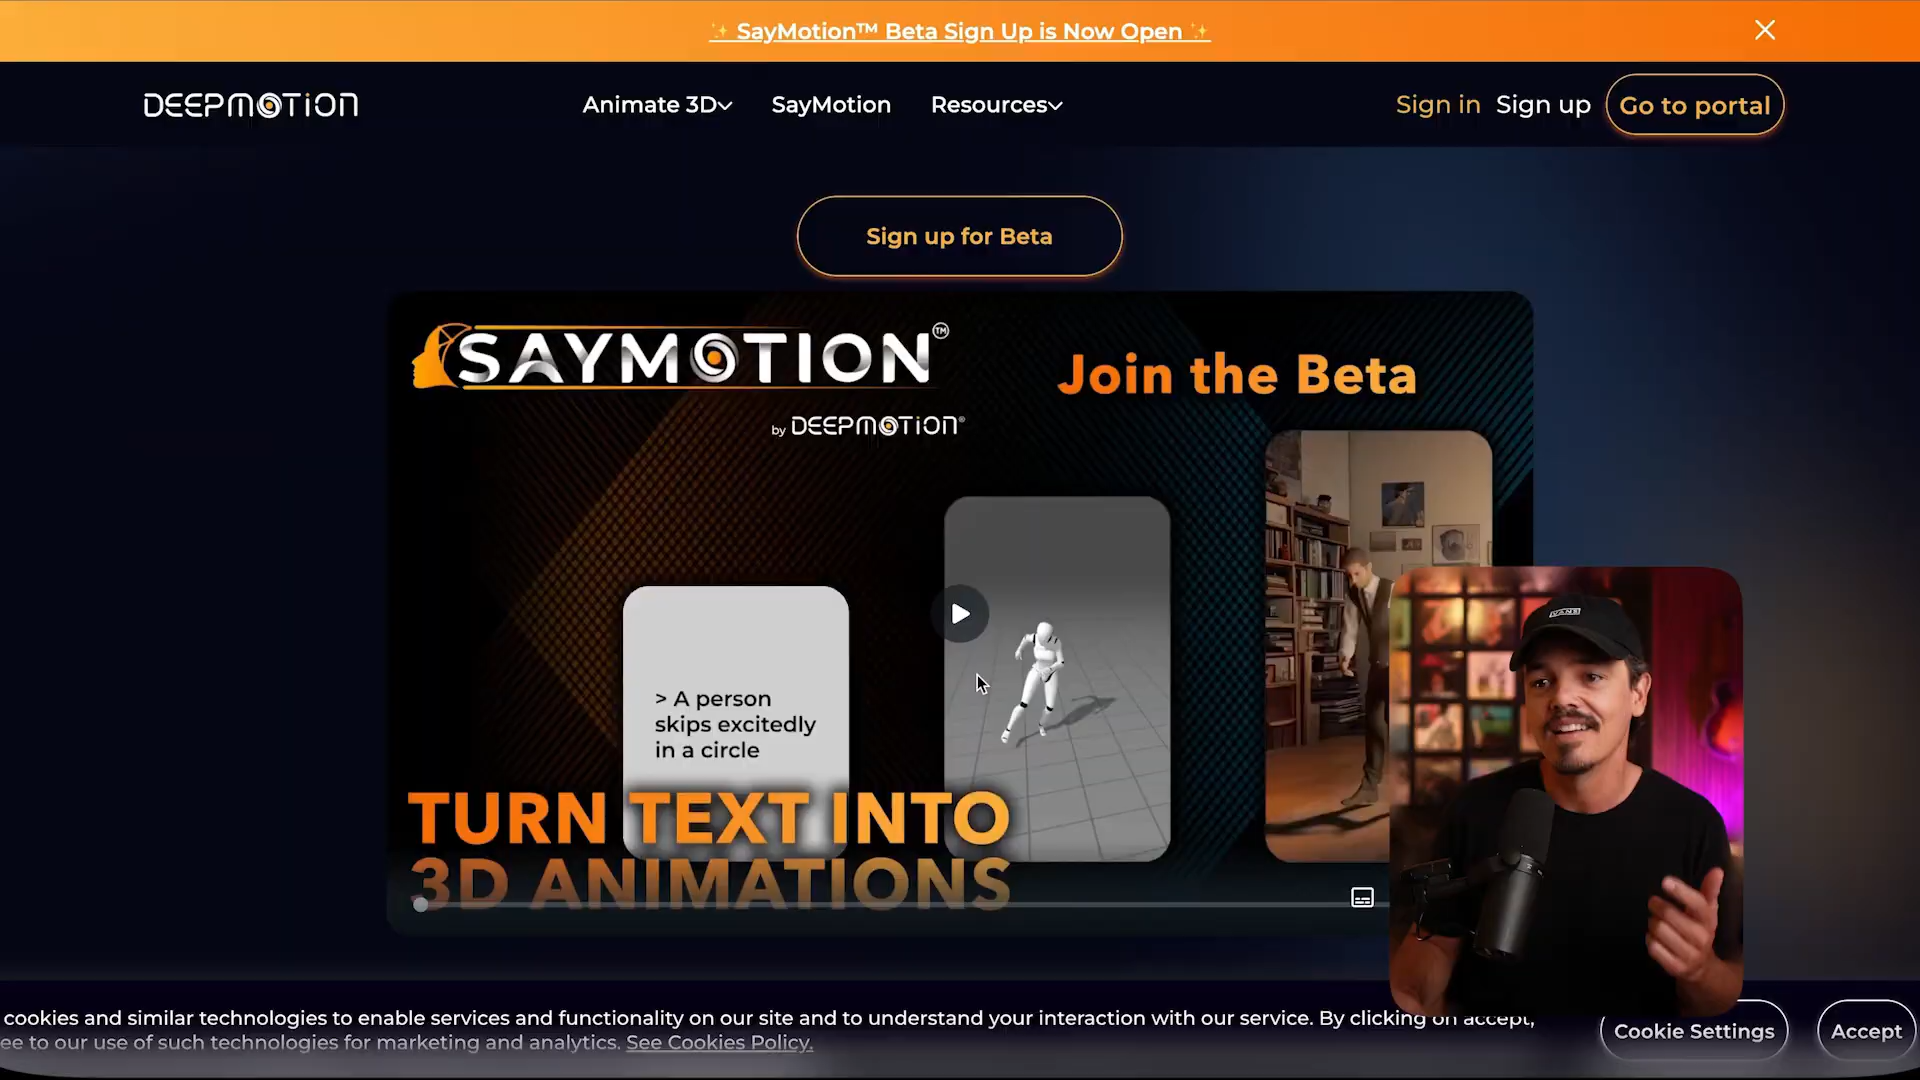 ✨ SayMotion™ Beta Sign Up is Now Open ✨
DEEPMOTION
Animate 3D
SayMotion
Resources
Sign in
Sign up
Go to portal
Sign up for Beta
SAYMOTION™
by DEEPMOTION®
Join the Beta
> A person
skips excitedly
in a circle
TURN TEXT INTO
3D ANIMATIONS
VANS
cookies and similar technologies to enable services and functionality on our site and to understand your interaction with our service. By clicking on accept,
ee to our use of such technologies for marketing and analytics. See Cookies Policy.
Cookie Settings
Accept